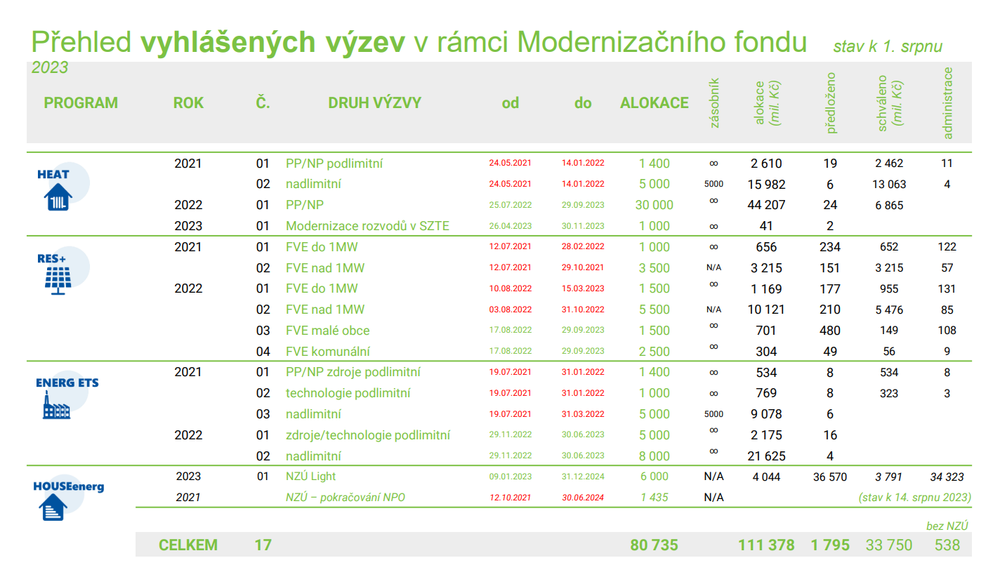 Přehled vyhlášených výzev v rámci Modernizačního fondu stav k 1. srpnu
2023
PROGRAM ROK Č. DRUH VÝZVY od do ALOKACE zásobník alokace (mil. Kč) předloženo schváleno (mil. Kč) administrace
HEAT
2021 01 PP/NP podlimitní 24.05.2021 14.01.2022 1 400 ∞ 2 610 19 2 462 11
02 nadlimitní 24.05.2021 14.01.2022 5 000 5000 15 982 6 13 063 4
2022 01 PP/NP 25.07.2022 29.09.2023 30 000 ∞ 44 207 24 6 865
2023 01 Modernizace rozvodů v SZTE 26.04.2023 30.11.2023 1 000 ∞ 41 2
RES+
2021 01 FVE do 1MW 12.07.2021 28.02.2022 1 000 ∞ 656 234 652 122
02 FVE nad 1MW 12.07.2021 29.10.2021 3 500 N/A 3 215 151 3 215 57
2022 01 FVE do 1MW 10.08.2022 15.03.2023 1 500 ∞ 1 169 177 955 131
02 FVE nad 1MW 03.08.2022 31.10.2022 5 500 N/A 10 121 210 5 476 85
03 FVE malé obce 17.08.2022 29.09.2023 1 500 ∞ 701 480 149 108
04 FVE komunální 17.08.2022 29.09.2023 2 500 ∞ 304 49 56 9
ENERG ETS
2021 01 PP/NP zdroje podlimitní 19.07.2021 31.01.2022 1 400 ∞ 534 8 534 8
02 technologie podlimitní 19.07.2021 31.01.2022 1 000 ∞ 769 8 323 3
03 nadlimitní 19.07.2021 31.03.2022 5 000 5000 9 078 6
2022 01 zdroje/technologie podlimitní 29.11.2022 30.06.2023 5 000 ∞ 2 175 16
02 nadlimitní 29.11.2022 30.06.2023 8 000 ∞ 21 625 4
HOUSEenerg
2023 01 NZÚ Light 09.01.2023 31.12.2024 6 000 N/A 4 044 36 570 3 791 34 323
2021 NZÚ – pokračování NPO 12.10.2021 30.06.2024 1 435 N/A (stav k 14. srpnu 2023)
bez NZÚ
CELKEM 17 80 735 111 378 1 795 33 750 538